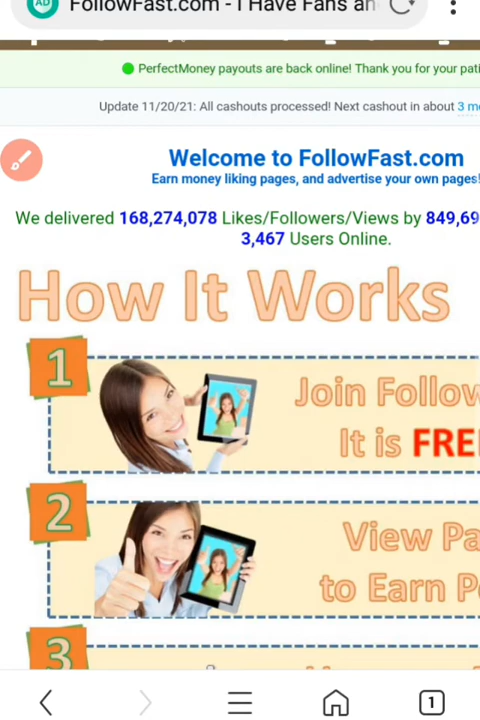 AD
FollowFast.com - I Have Fans an
PerfectMoney payouts are back online! Thank you for your pati
Update 11/20/21: All cashouts processed! Next cashout in about 3 m
Welcome to FollowFast.com
Earn money liking pages, and advertise your own pages!
We delivered 168,274,078 Likes/Followers/Views by 849,69
3,467 Users Online.
How It Works
1
Join Follow
It is FREE
2
View Pa
to Earn P
3
1